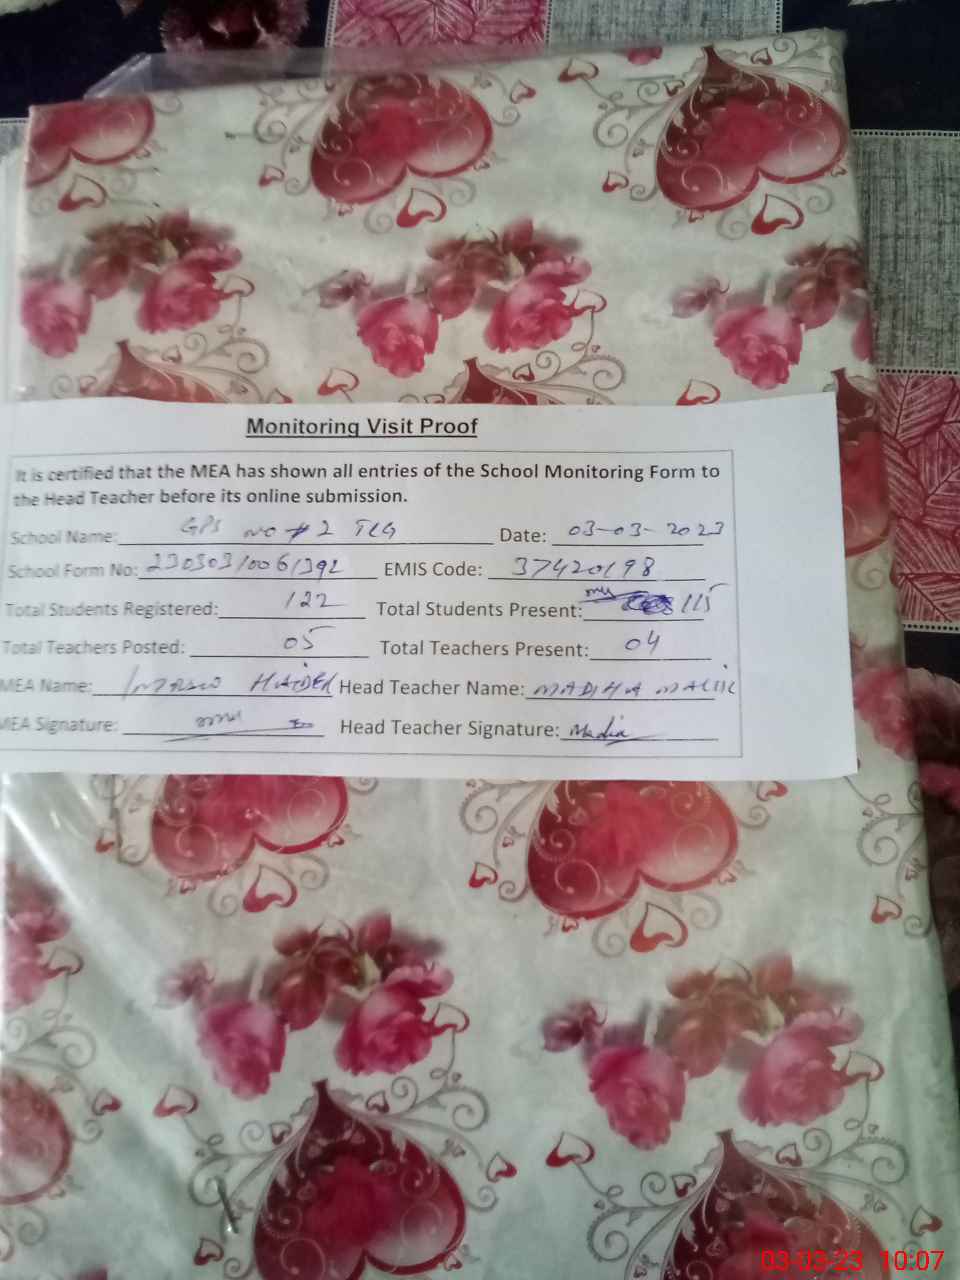 Monitoring Visit Proof
It is certified that the MEA has shown all entries of the School Monitoring Form to
the Head Teacher before its online submission.
School Name: GPS NO # 2 TLG Date: 03-03-2023
School Form No: 230303/006/392 EMIS Code: 37420198
Total Students Registered: 122 Total Students Present: 115
Total Teachers Posted: 05 Total Teachers Present: 04
MEA Name: HAIDER Head Teacher Name: MADIHA MALIK
MEA Signature: Head Teacher Signature: Madia
03-03-23 10:07